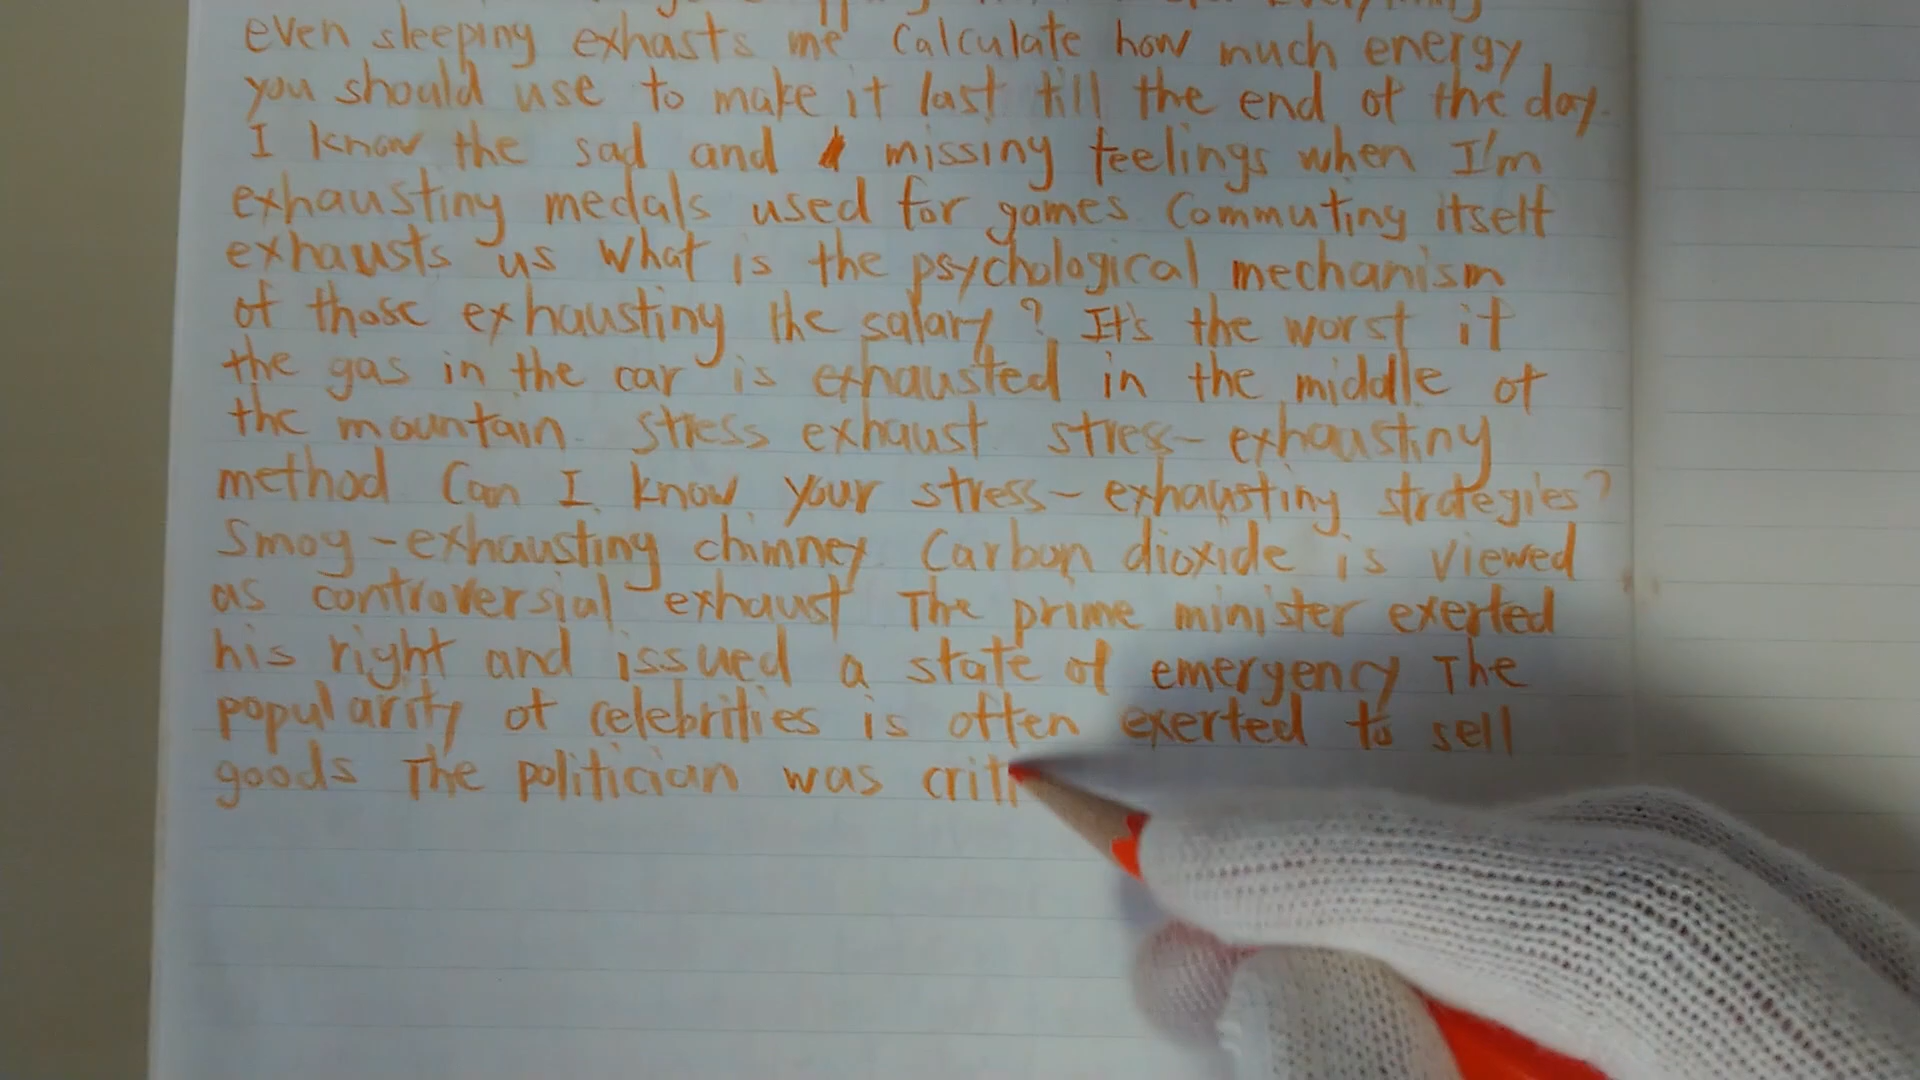 even sleeping exhasts me Calculate how much energy
you should use to make it last till the end of the day.
I know the sad and missing feelings when I'm
exhausting medals used for games. Commuting itself
exhausts us What is the psychological mechanism
of those exhausting the salary? It's the worst if
the gas in the car is exhausted in the middle of
the mountain. Stress exhaust. stress-exhausting
method Can I know your stress-exhausting strategies?
Smog-exhausting chimney. Carbon dioxide is viewed
as controversial exhaust The prime minister exerted
his right and issued a state of emergency The
popularity of celebrities is often exerted to sell
goods The politician was criti